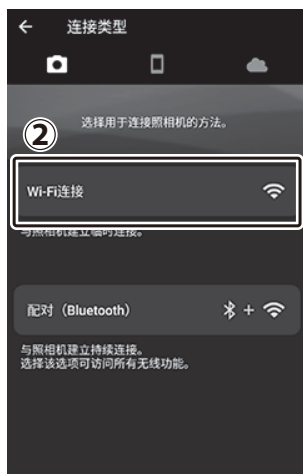 连接类型
选择用于连接照相机的方法。
②
Wi-Fi连接
与照相机建立临时连接。
配对（Bluetooth）
+
与照相机建立持续连接。
选择该选项可访问所有无线功能。